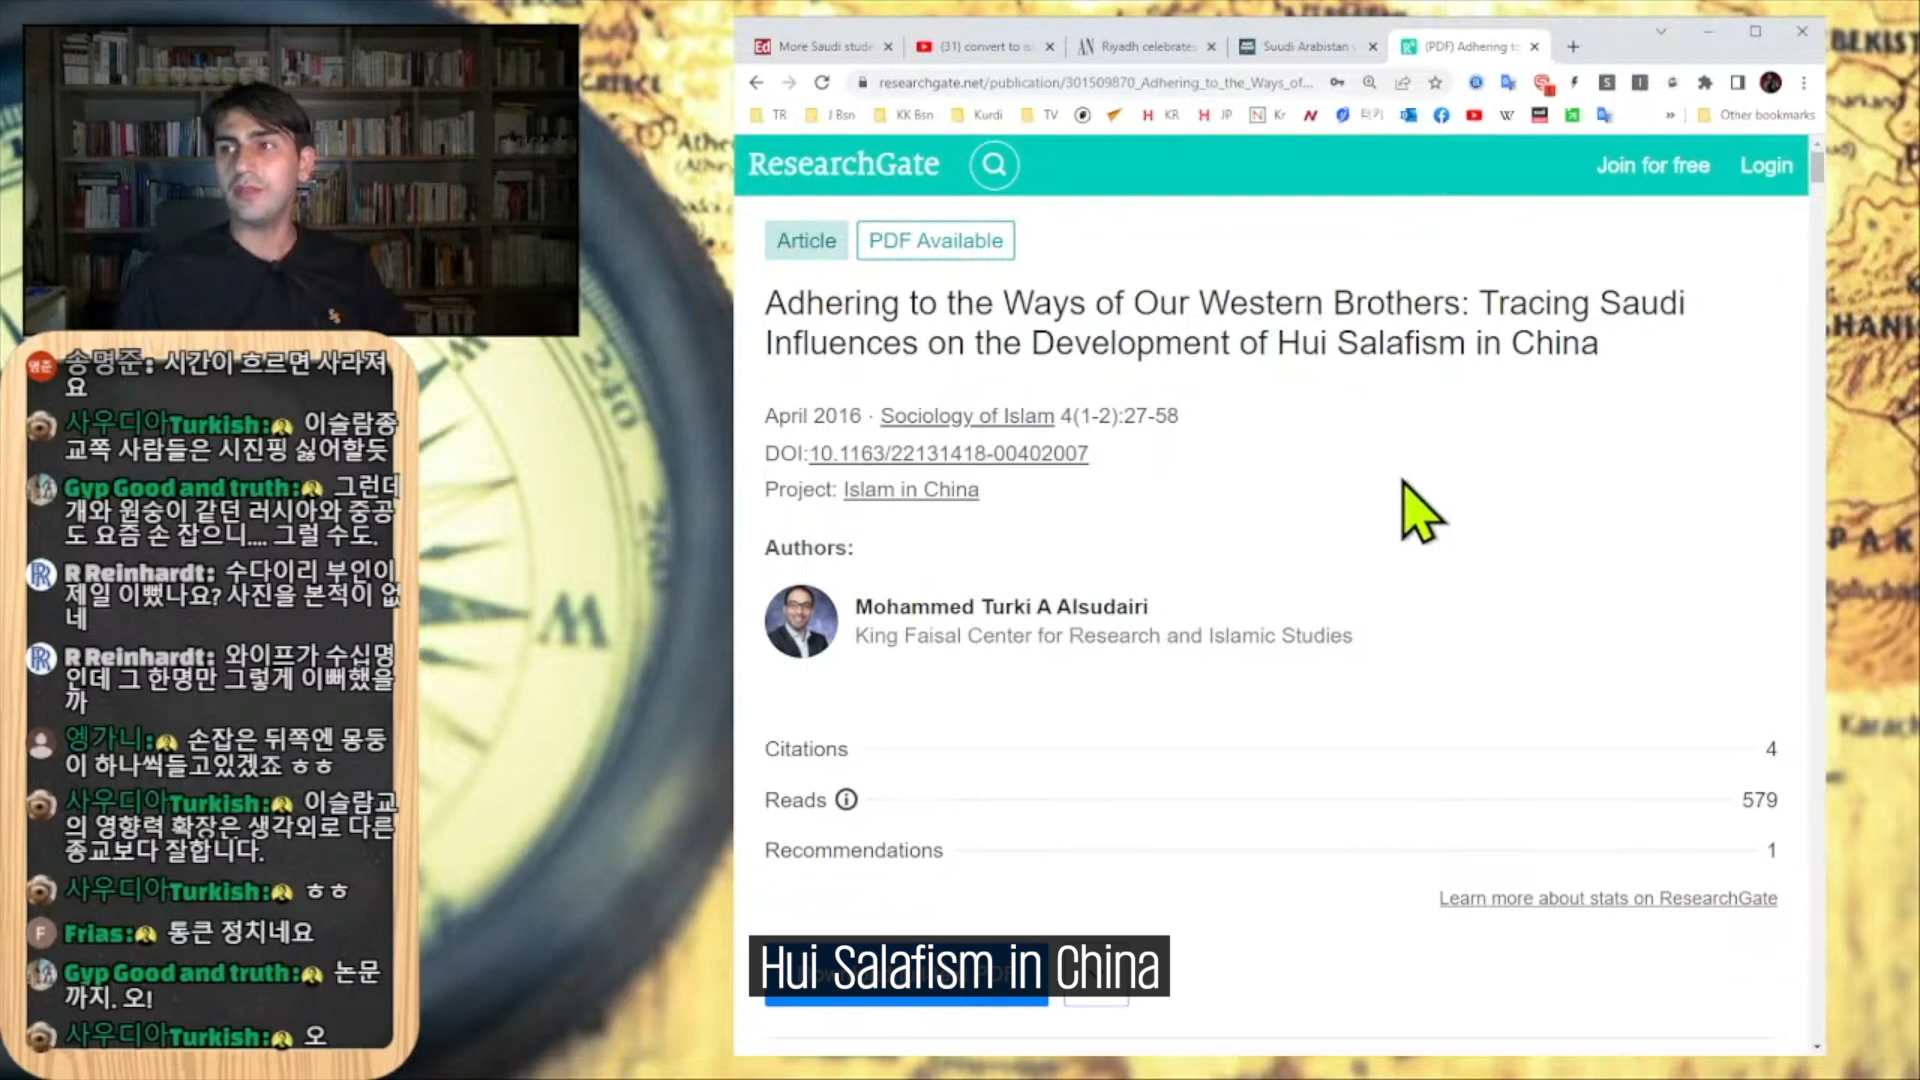 More Saudi stude
(31) convert to is
Riyadh celebrates
Suudi Arabistan
(PDF) Adhering to
researchgate.net/publication/301509870_Adhering_to_the_Ways_of...
TR
J Bsn
KK Bsn
Kurdi
TV
KR
JP
Kr
Other bookmarks
ResearchGate
Join for free
Login
Article
PDF Available
Adhering to the Ways of Our Western Brothers: Tracing Saudi
Influences on the Development of Hui Salafism in China
April 2016 · Sociology of Islam 4(1-2):27-58
DOI:10.1163/22131418-00402007
Project: Islam in China
Authors:
Mohammed Turki A Alsudairi
King Faisal Center for Research and Islamic Studies
Citations 4
Reads 579
Recommendations 1
Learn more about stats on ResearchGate
Hui Salafism in China
송명준: 시간이 흐르면 사라져
요
사우디아Turkish: 이슬람종
교쪽 사람들은 시진핑 싫어할듯
Gyp Good and truth: 그런데
개와 원숭이 같던 러시아와 중공
도 요즘 손 잡으니.... 그럴 수도.
R Reinhardt: 수다이리 부인이
제일 이뻤나요? 사진을 본적이 없
네
R Reinhardt: 와이프가 수십명
인데 그 한명만 그렇게 이뻐했을
까
엥가니: 손잡은 뒤쪽엔 몽둥
이 하나씩들고있겠죠 ㅎㅎ
사우디아Turkish: 이슬람교
의 영향력 확장은 생각외로 다른
종교보다 잘합니다.
사우디아Turkish: ㅎㅎ
Frias: 통큰 정치네요
Gyp Good and truth: 논문
까지. 오!
사우디아Turkish: 오
240
260
W
BEKIST
HANI
PAK
Karach